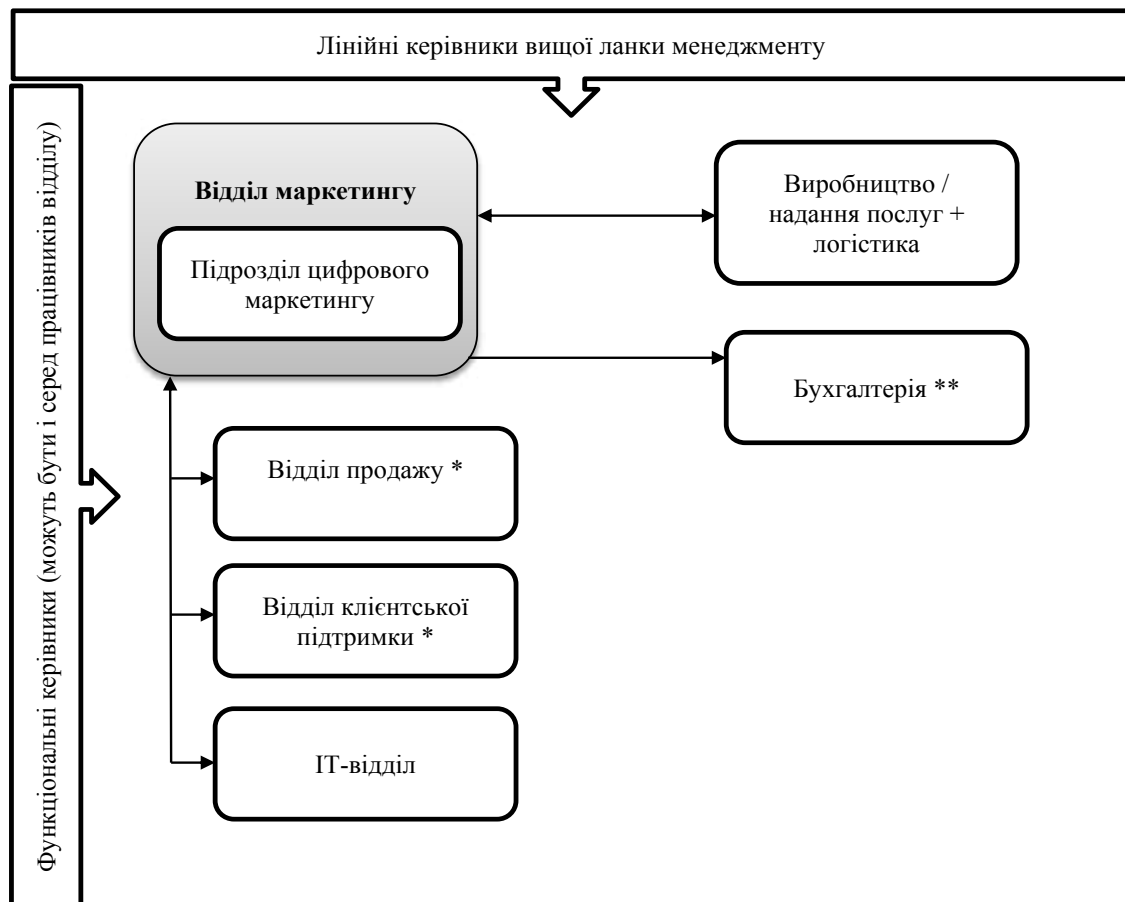 Лінійні керівники вищої ланки менеджменту
Функціональні керівники (можуть бути і серед працівників відділу)
Відділ маркетингу
Підрозділ цифрового
маркетингу
Виробництво /
надання послуг +
логістика
Бухгалтерія **
Відділ продажу *
Відділ клієнтської
підтримки *
ІТ-відділ